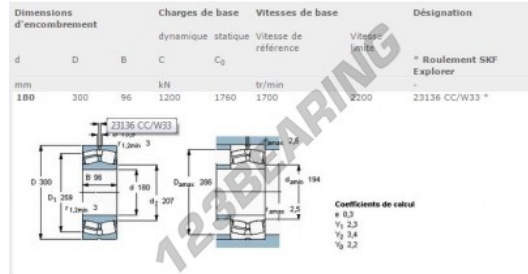 Dimensions d'encombrement
Charges de base
Vitesses de base
Désignation
dynamique statique
Vitesse de référence
Vitesse limite
d D B C C0
* Roulement SKF Explorer
mm kN tr/min -
180 300 96 1200 1760 1700 2200 23136 CC/W33 *
23136 CC/W33
r1,2min 3
D 300
D1 259
B 96
d 180
d2 207
r1,2min 3
ramax 2,5
Damax 286
damin 194
ramax 2,5
Coefficients de calcul
e 0,3
Y1 2,3
Y2 3,4
Y0 2,2
123BEARING